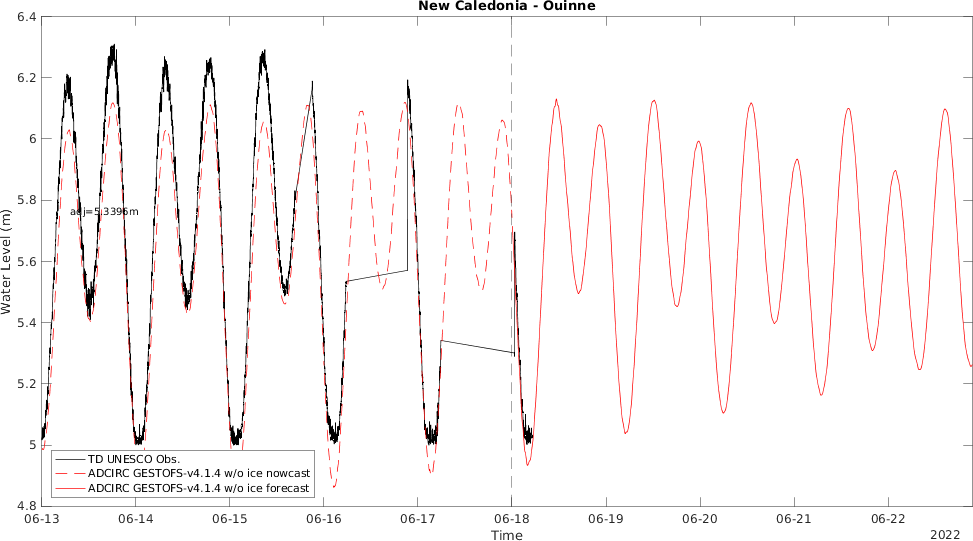 New Caledonia - Ouinne
6.4
6.2
6
5.8
5.6
5.4
5.2
5
4.8
Water Level (m)
adj=5.3396m
TD UNESCO Obs.
ADCIRC GESTOFS-v4.1.4 w/o ice nowcast
ADCIRC GESTOFS-v4.1.4 w/o ice forecast
06-13
06-14
06-15
06-16
06-17
06-18
06-19
06-20
06-21
06-22
Time
2022